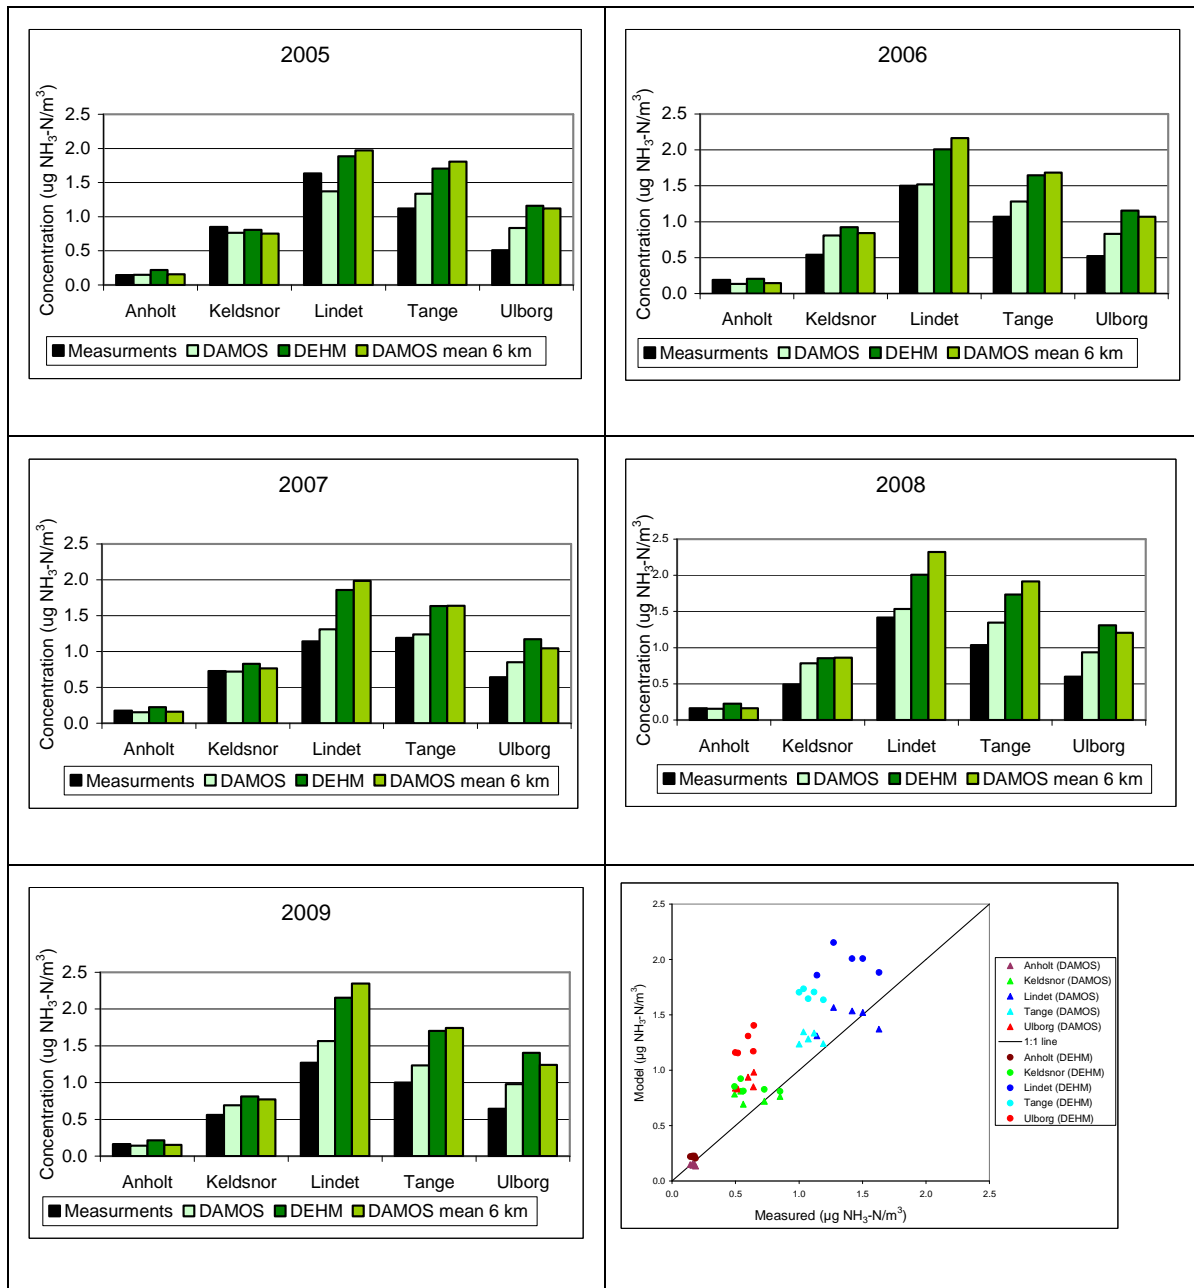 2005
Concentration (ug NH₃-N/m³)
2.5
2.0
1.5
1.0
0.5
0.0
Anholt Keldsnor Lindet Tange Ulborg
Measurments DAMOS DEHM DAMOS mean 6 km
2006
Concentration (ug NH₃-N/m³)
2.5
2.0
1.5
1.0
0.5
0.0
Anholt Keldsnor Lindet Tange Ulborg
Measurments DAMOS DEHM DAMOS mean 6 km
2007
Concentration (ug NH₃-N/m³)
2.5
2.0
1.5
1.0
0.5
0.0
Anholt Keldsnor Lindet Tange Ulborg
Measurments DAMOS DEHM DAMOS mean 6 km
2008
Concentration (ug NH₃-N/m³)
2.5
2.0
1.5
1.0
0.5
0.0
Anholt Keldsnor Lindet Tange Ulborg
Measurments DAMOS DEHM DAMOS mean 6 km
2009
Concentration (ug NH₃-N/m³)
2.5
2.0
1.5
1.0
0.5
0.0
Anholt Keldsnor Lindet Tange Ulborg
Measurments DAMOS DEHM DAMOS mean 6 km
Model (µg NH₃-N/m³)
2.5
2.0
1.5
1.0
0.5
0.0
0.0 0.5 1.0 1.5 2.0 2.5
Measured (µg NH₃-N/m³)
Anholt (DAMOS)
Keldsnor (DAMOS)
Lindet (DAMOS)
Tange (DAMOS)
Ulborg (DAMOS)
1:1 line
Anholt (DEHM)
Keldsnor (DEHM)
Lindet (DEHM)
Tange (DEHM)
Ulborg (DEHM)